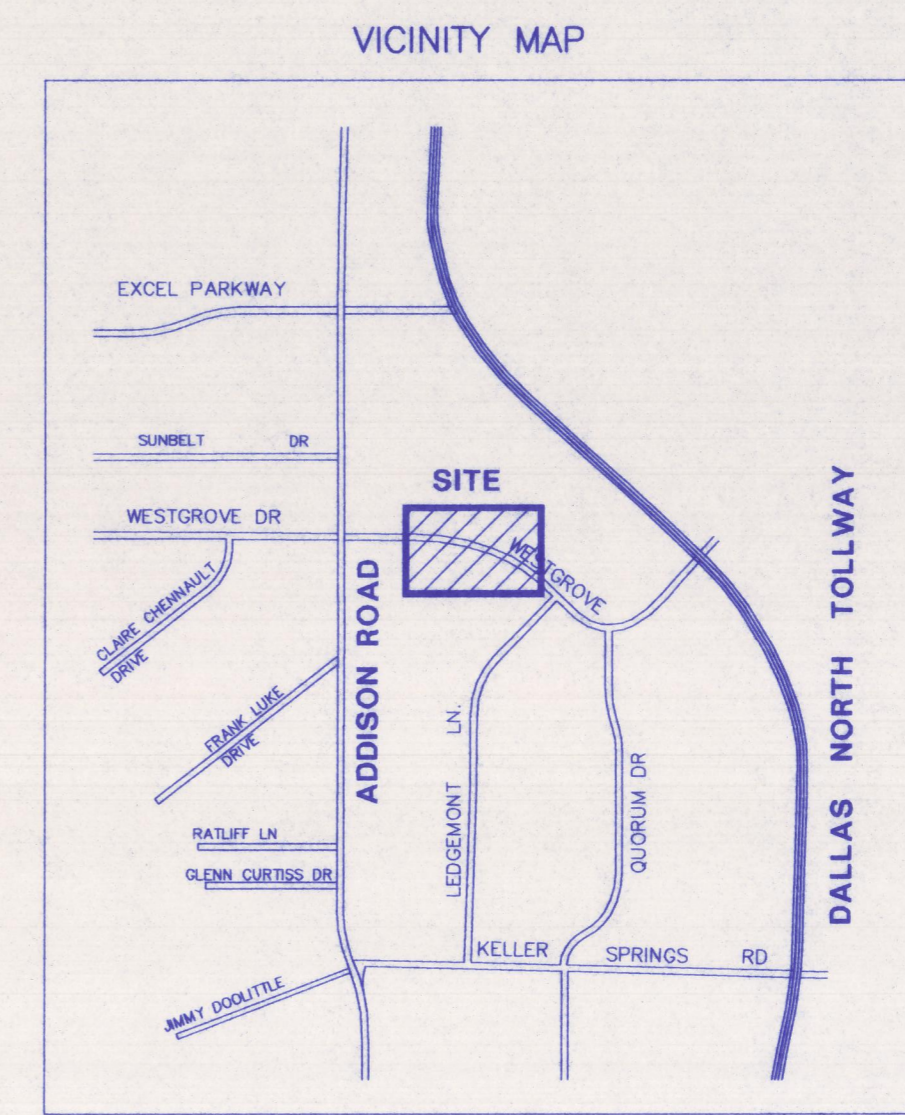 VICINITY MAP
EXCEL PARKWAY
SUNBELT DR
SITE
WESTGROVE DR
WESTGROVE
CLAIRE CHENNAULT
DRIVE
ADDISON ROAD
DALLAS NORTH TOLLWAY
FRANK LUKE
DRIVE
LEDGEMONT LN.
QUORUM DR
RATLIFF LN
GLENN CURTISS DR
KELLER SPRINGS RD
JIMMY DOOLITTLE